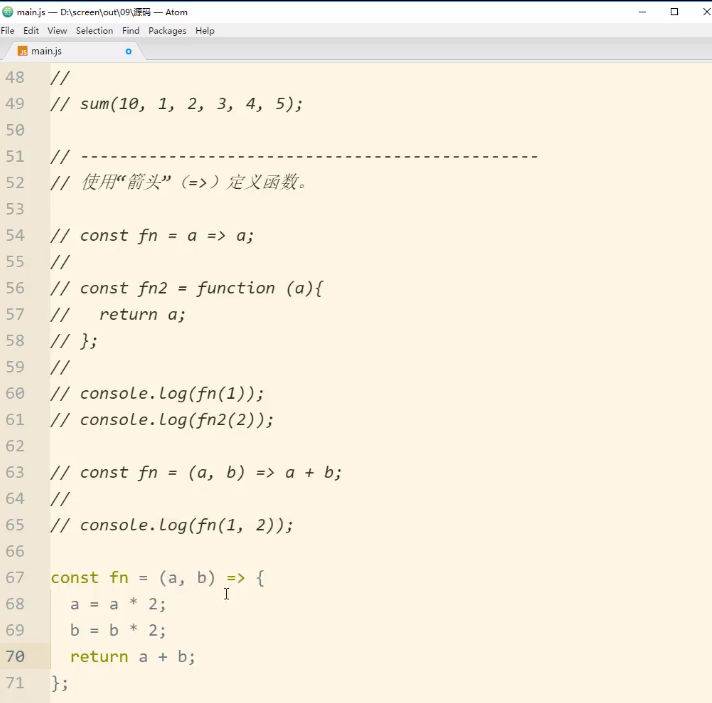 main.js — D:\screen\out\09\源码 — Atom
File Edit View Selection Find Packages Help
main.js
48 //
49 // sum(10, 1, 2, 3, 4, 5);
50
51 // -----------------------------------------------
52 // 使用“箭头”（=>）定义函数。
53
54 // const fn = a => a;
55 //
56 // const fn2 = function (a){
57 //   return a;
58 // };
59 //
60 // console.log(fn(1));
61 // console.log(fn2(2));
62
63 // const fn = (a, b) => a + b;
64 //
65 // console.log(fn(1, 2));
66
67 const fn = (a, b) => {
68   a = a * 2;
69   b = b * 2;
70   return a + b;
71 };